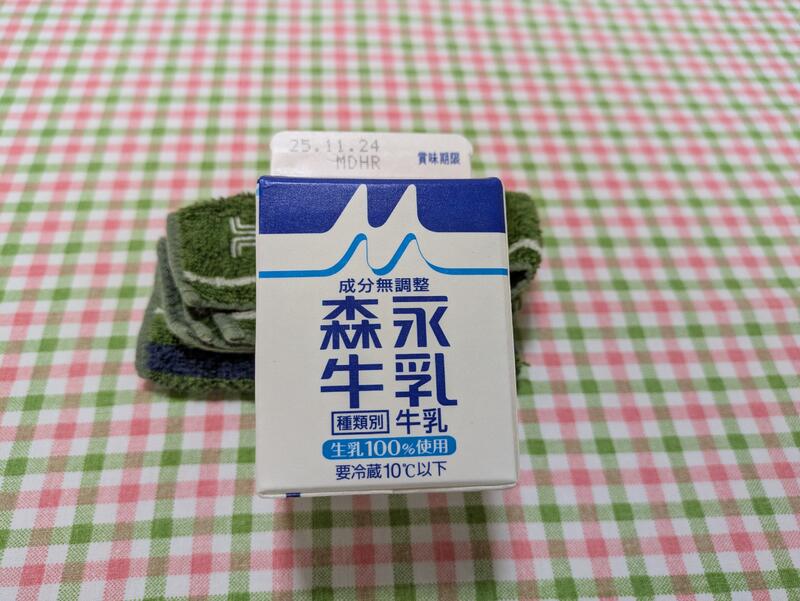 25.11.24
MDHR 賞味期限
成分無調整
森永
牛乳
種類別 牛乳
生乳100%使用
要冷蔵10℃以下